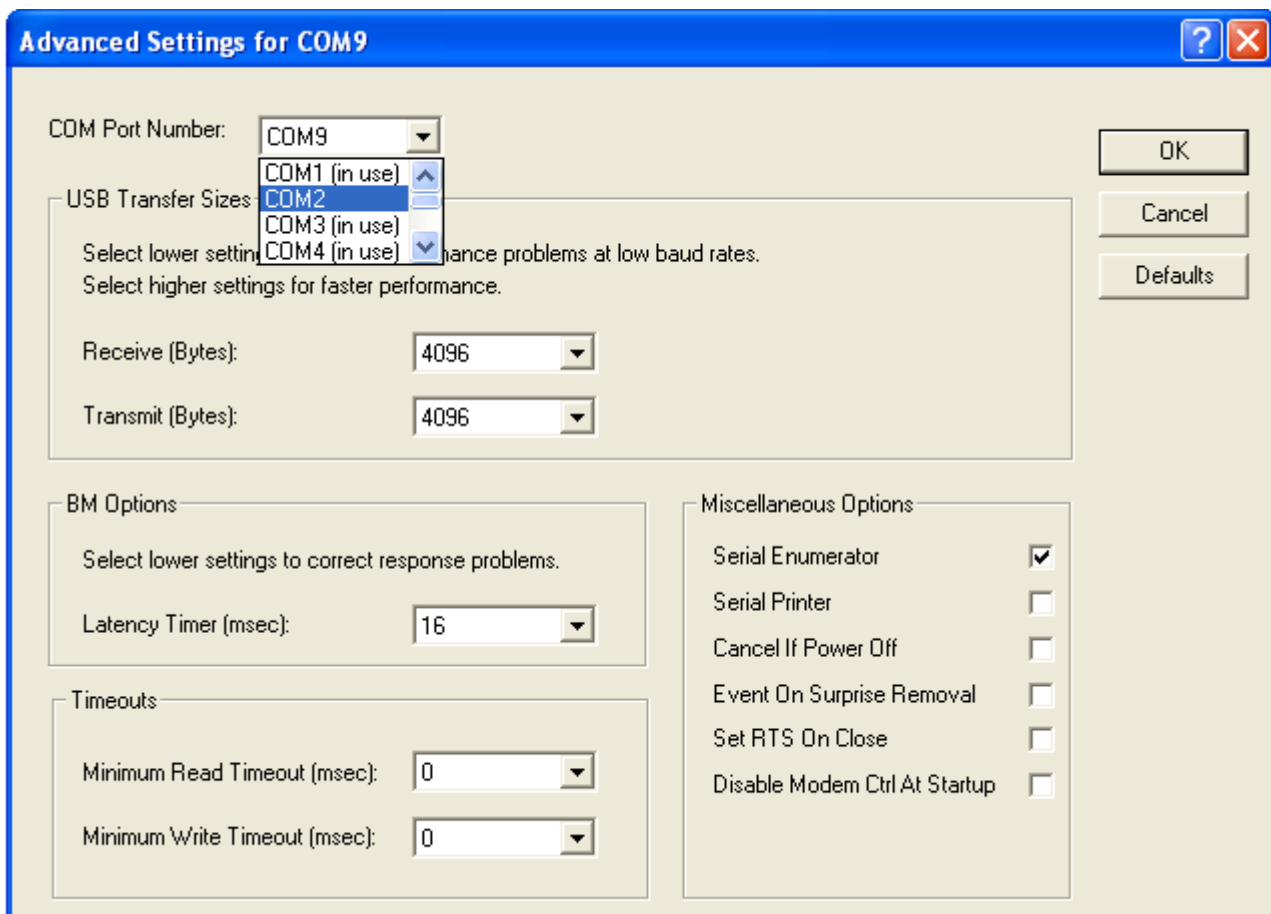 Advanced Settings for COM9
COM Port Number:
COM9
COM1 (in use)
COM2
COM3 (in use)
COM4 (in use)
OK
Cancel
Defaults
USB Transfer Sizes
Select lower mance problems at low baud rates.
Select higher settings for faster performance.
Receive (Bytes):
4096
Transmit (Bytes):
4096
BM Options
Select lower settings to correct response problems.
Latency Timer (msec):
16
Timeouts
Minimum Read Timeout (msec):
0
Minimum Write Timeout (msec):
0
Miscellaneous Options
Serial Enumerator
Serial Printer
Cancel If Power Off
Event On Surprise Removal
Set RTS On Close
Disable Modem Ctrl At Startup